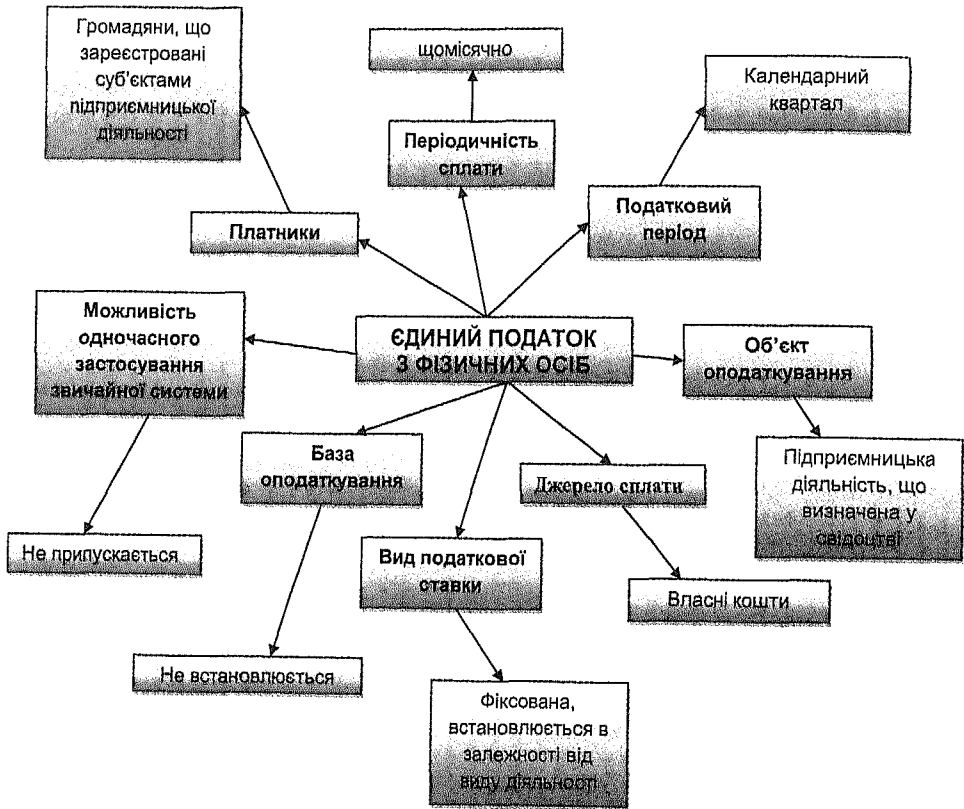 Громадяни, що
зареєстровані
суб'єктами
підприємницької
діяльності
щомісячно
Календарний
квартал
Періодичність
сплати
Платники
Податковий
період
Можливість
одночасного
застосування
звичайної системи
ЄДИНИЙ ПОДАТОК
З ФІЗИЧНИХ ОСІБ
Об'єкт
оподаткування
База
оподаткування
Джерело сплати
Підприємницька
діяльність, що
визначена у
свідоцтві
Не припускається
Вид податкової
ставки
Власні кошти
Не встановлюється
Фіксована,
встановлюється в
залежності від
виду діяльності